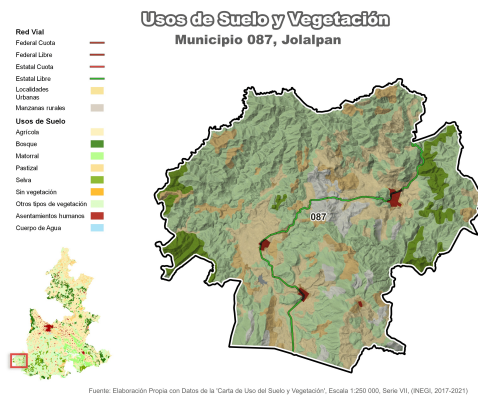 Usos de Suelo y Vegetación
Municipio 087, Jolalpan
Red Vial
Federal Cuota
Federal Libre
Estatal Cuota
Estatal Libre
Localidades
Urbanas
Manzanas rurales
Usos de Suelo
Agrícola
Bosque
Matorral
Pastizal
Selva
Sin vegetación
Otros tipos de vegetación
Asentamientos humanos
Cuerpo de Agua
087
Fuente: Elaboración Propia con Datos de la 'Carta de Uso del Suelo y Vegetación', Escala 1:250 000, Serie VII, (INEGI, 2017-2021)